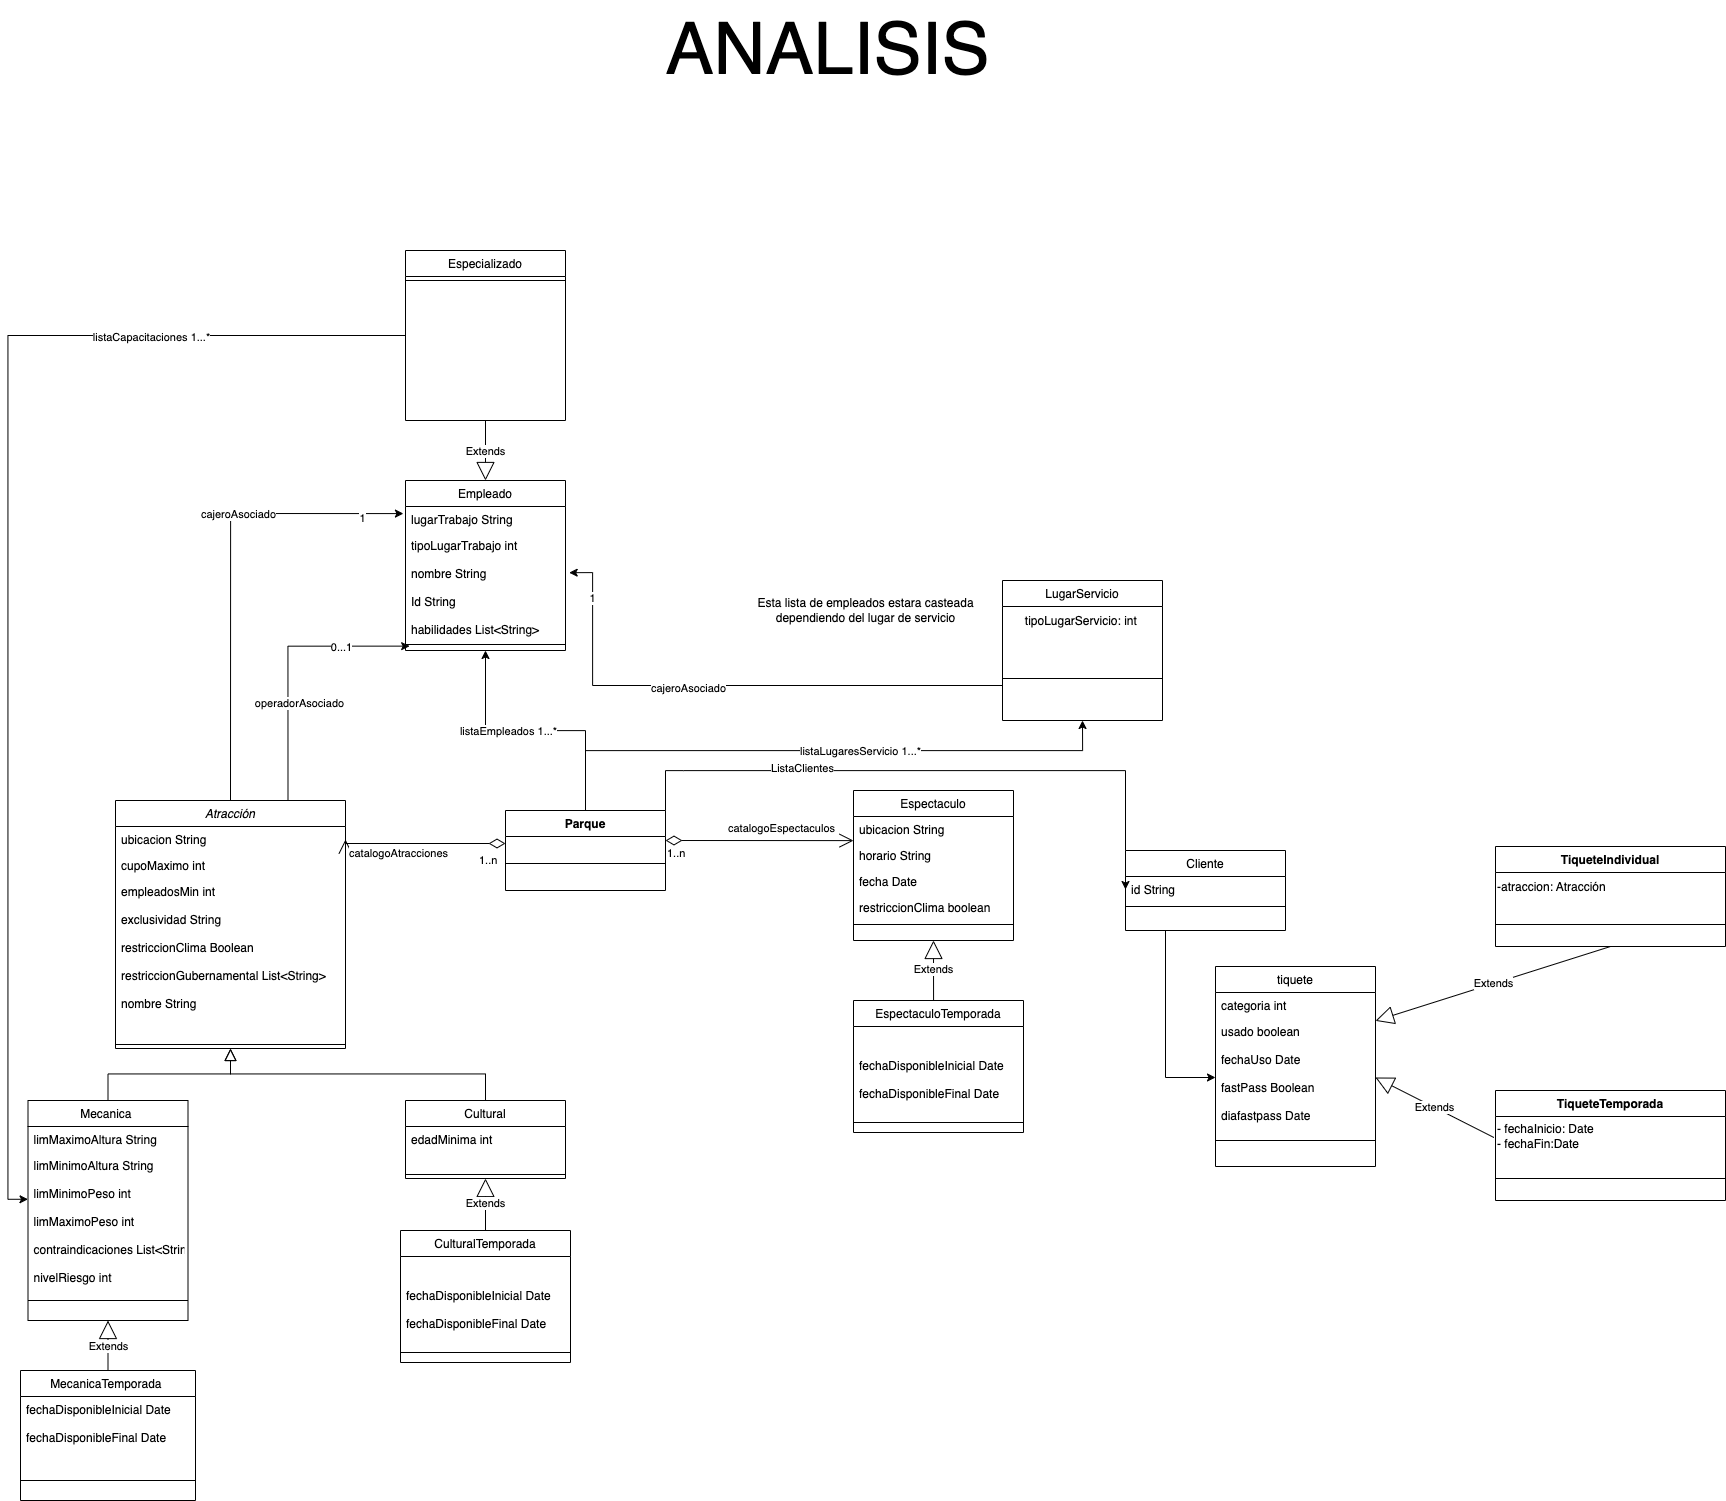 ANALISIS
Especializado
listaCapacitaciones 1...*
Extends
Empleado
lugarTrabajo String
tipoLugarTrabajo int
nombre String
Id String
habilidades List<String>
cajeroAsociado
1
0...1
operadorAsociado
1
Esta lista de empleados estara casteada
dependiendo del lugar de servicio
LugarServicio
tipoLugarServicio: int
cajeroAsociado
listaEmpleados 1...*
listaLugaresServicio 1...*
ListaClientes
Atracción
ubicacion String
cupoMaximo int
empleadosMin int
exclusividad String
restriccionClima Boolean
restriccionGubernamental List<String>
nombre String
catalogoAtracciones
1..n
Parque
1..n
catalogoEspectaculos
Espectaculo
ubicacion String
horario String
fecha Date
restriccionClima boolean
Extends
EspectaculoTemporada
fechaDisponibleInicial Date
fechaDisponibleFinal Date
Cliente
id String
tiquete
categoria int
usado boolean
fechaUso Date
fastPass Boolean
diafastpass Date
TiqueteIndividual
-atraccion: Atracción
Extends
Extends
TiqueteTemporada
- fechaInicio: Date
- fechaFin:Date
Mecanica
limMaximoAltura String
limMinimoAltura String
limMinimoPeso int
limMaximoPeso int
contraindicaciones List<Strin
nivelRiesgo int
Extends
MecanicaTemporada
fechaDisponibleInicial Date
fechaDisponibleFinal Date
Cultural
edadMinima int
Extends
CulturalTemporada
fechaDisponibleInicial Date
fechaDisponibleFinal Date